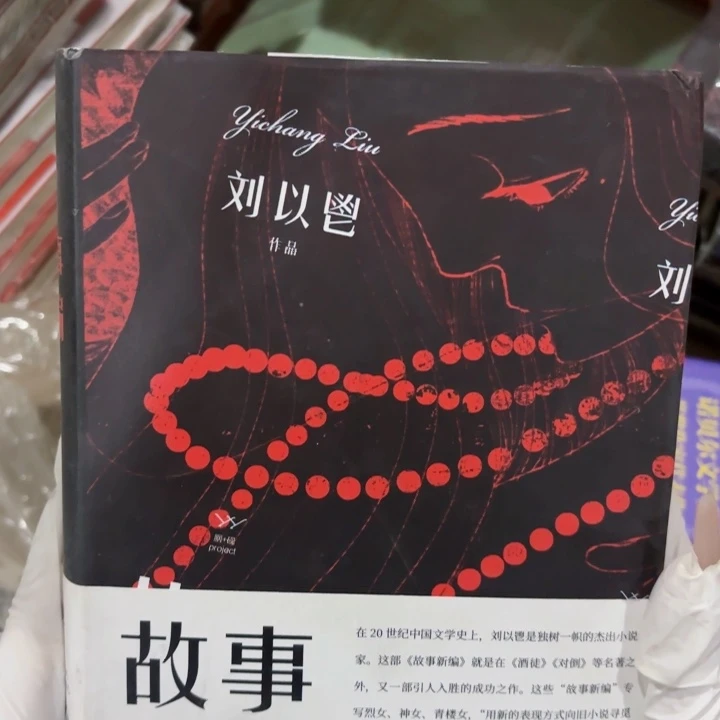 Yichang Liu
刘以鬯
作品
Yi
刘
project
故事
在 20 世纪中国文学史上，刘以鬯是独树一帜的杰出小说
家。这部《故事新编》就是在《酒徒》《对倒》等名著之
外，又一部引人入胜的成功之作。这些“故事新编”专
写烈女、神女、青楼女，“用新的表现方式向旧小说寻觅